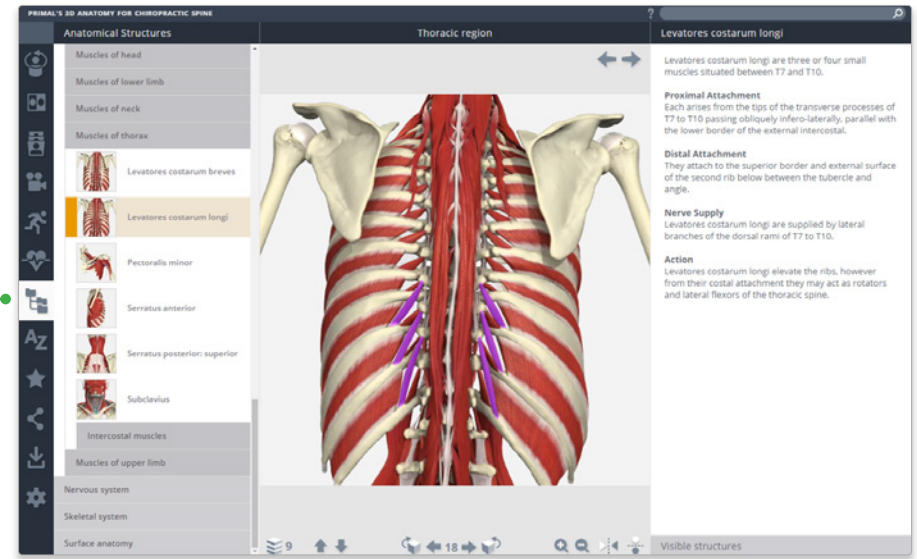 PRIMAL'S 3D ANATOMY FOR CHIROPRACTIC SPINE
?
Anatomical Structures
Thoracic region
Levatores costarum longi
Muscles of head
Muscles of lower limb
Muscles of neck
Muscles of thorax
Levatores costarum breves
Levatores costarum longi
Pectoralis minor
Serratus anterior
Serratus posterior: superior
Subclavius
Intercostal muscles
Muscles of upper limb
Nervous system
Skeletal system
Surface anatomy
AZ
9
18
Levatores costarum longi are three or four small
muscles situated between T7 and T10.
Proximal Attachment
Each arises from the tips of the transverse processes of
T7 to T10 passing obliquely infero-laterally, parallel with
the lower border of the external intercostal.
Distal Attachment
They attach to the superior border and external surface
of the second rib below between the tubercle and
angle.
Nerve Supply
Levatores costarum longi are supplied by lateral
branches of the dorsal rami of T7 to T10.
Action
Levatores costarum longi elevate the ribs, however
from their costal attachment they may act as rotators
and lateral flexors of the thoracic spine.
Visible structures